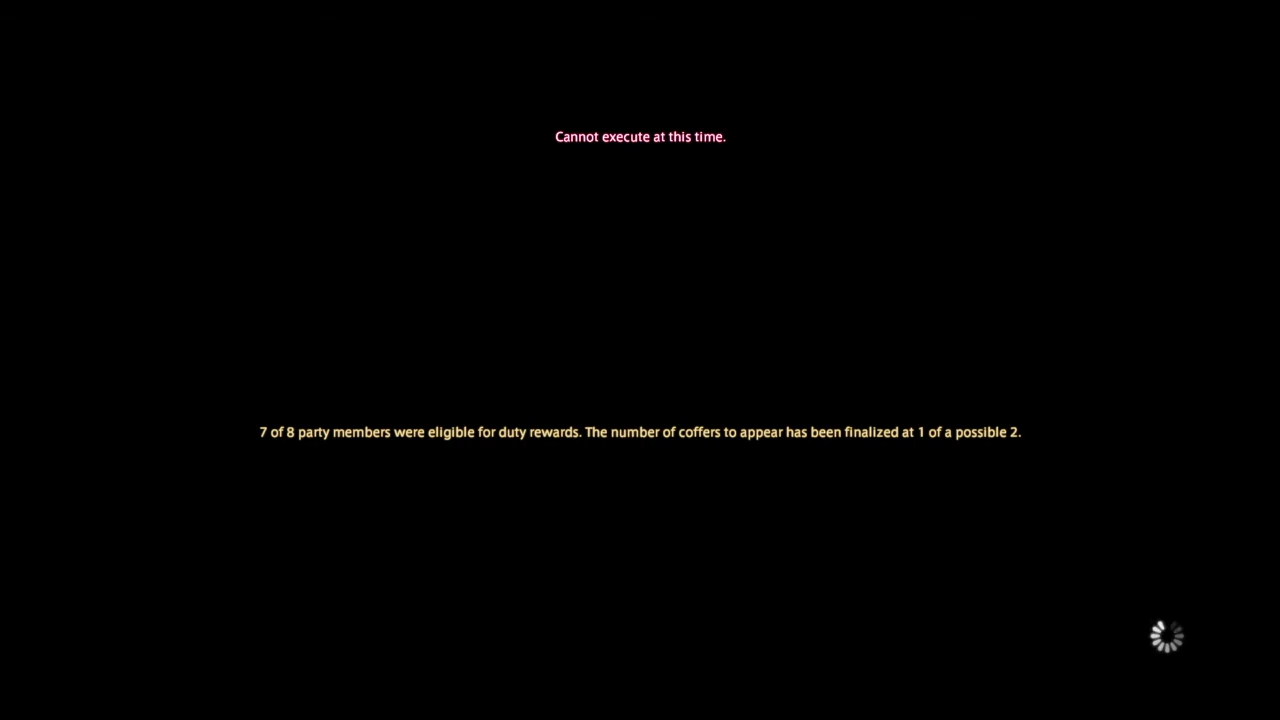 Cannot execute at this time.
7 of 8 party members were eligible for duty rewards. The number of coffers to appear has been finalized at 1 of a possible 2.